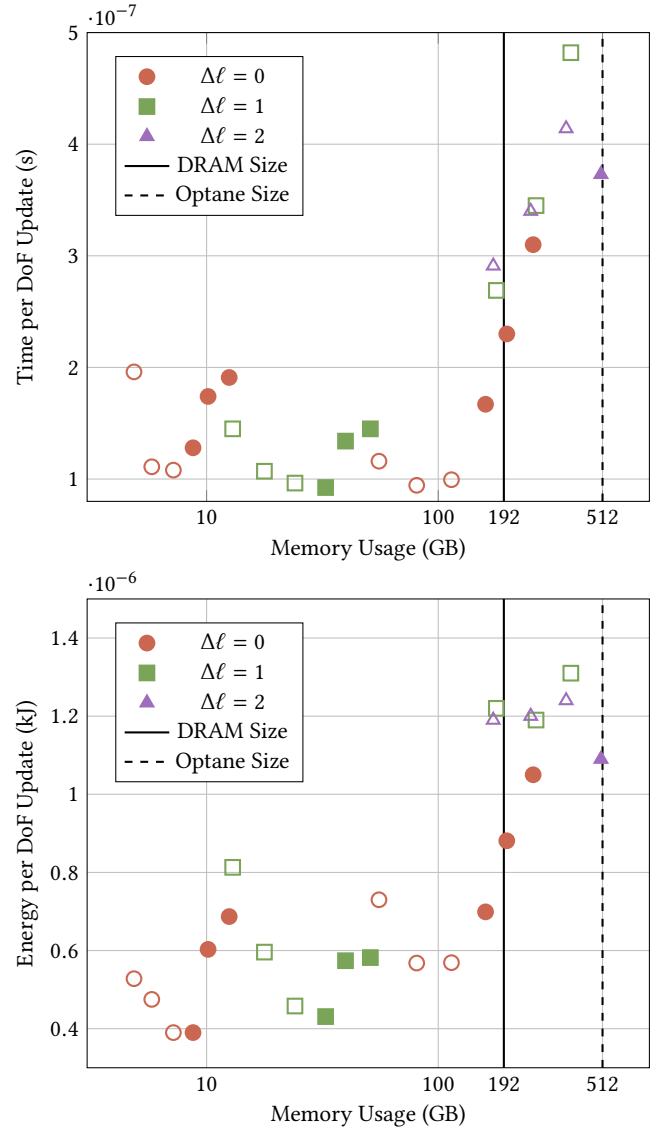 ·10⁻⁷
5
4
3
2
1
Time per DoF Update (s)
Δℓ = 0
Δℓ = 1
Δℓ = 2
DRAM Size
Optane Size
10
100
192
512
Memory Usage (GB)
·10⁻⁶
1.4
1.2
1
0.8
0.6
0.4
Energy per DoF Update (kJ)
Δℓ = 0
Δℓ = 1
Δℓ = 2
DRAM Size
Optane Size
10
100
192
512
Memory Usage (GB)